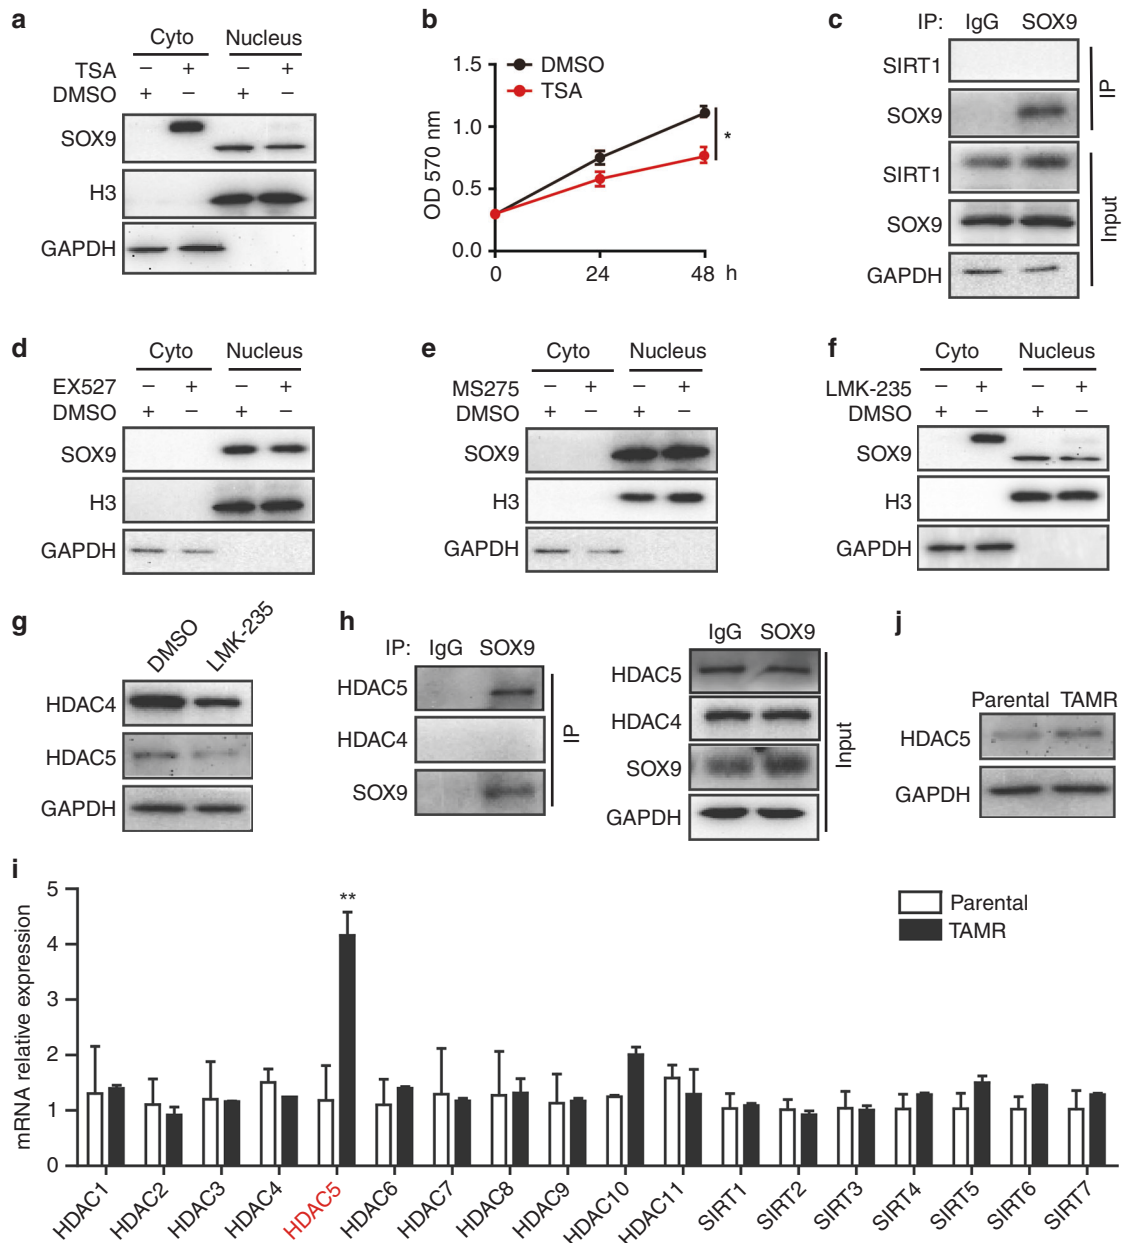 a
Cyto Nucleus
TSA – + – +
DMSO + – + –
SOX9
H3
GAPDH
b
OD 570 nm
1.5
1.0
0.5
0.0
0 24 48 h
DMSO
TSA
*
c
IP: IgG SOX9
SIRT1
SOX9
IP
SIRT1
SOX9
GAPDH
Input
d
Cyto Nucleus
EX527 – + – +
DMSO + – + –
SOX9
H3
GAPDH
e
Cyto Nucleus
MS275 – + – +
DMSO + – + –
SOX9
H3
GAPDH
f
Cyto Nucleus
LMK-235 – + – +
DMSO + – + –
SOX9
H3
GAPDH
g
DMSO LMK-235
HDAC4
HDAC5
GAPDH
h
IP: IgG SOX9
HDAC5
HDAC4
SOX9
IP
IgG SOX9
HDAC5
HDAC4
SOX9
GAPDH
Input
j
Parental TAMR
HDAC5
GAPDH
i
mRNA relative expression
5
4
3
2
1
0
**
Parental
TAMR
HDAC1 HDAC2 HDAC3 HDAC4 HDAC5 HDAC6 HDAC7 HDAC8 HDAC9 HDAC10 HDAC11 SIRT1 SIRT2 SIRT3 SIRT4 SIRT5 SIRT6 SIRT7